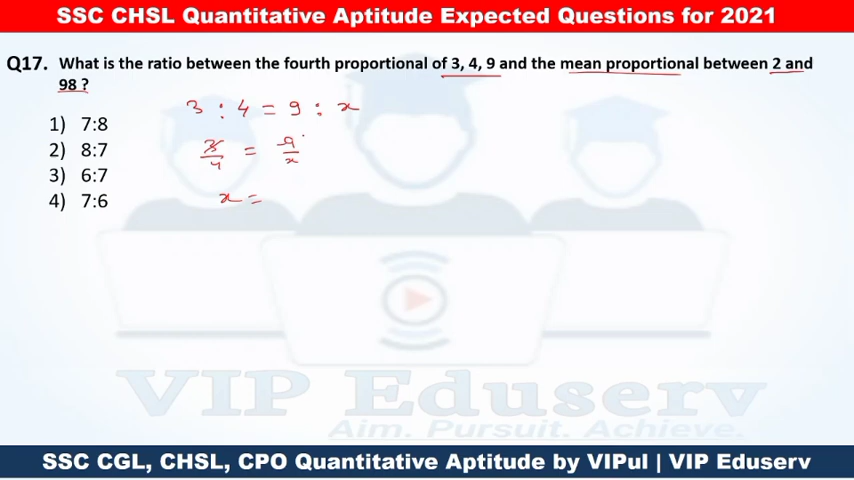 SSC CHSL Quantitative Aptitude Expected Questions for 2021
Q17. What is the ratio between the fourth proportional of 3, 4, 9 and the mean proportional between 2 and
98 ?
3 : 4 = 9 : x
1) 7:8
3/4 = 9/x
2) 8:7
3) 6:7
4) 7:6
x =
VIP Eduserv
Aim. Pursuit. Achieve.
SSC CGL, CHSL, CPO Quantitative Aptitude by VIPul | VIP Eduserv